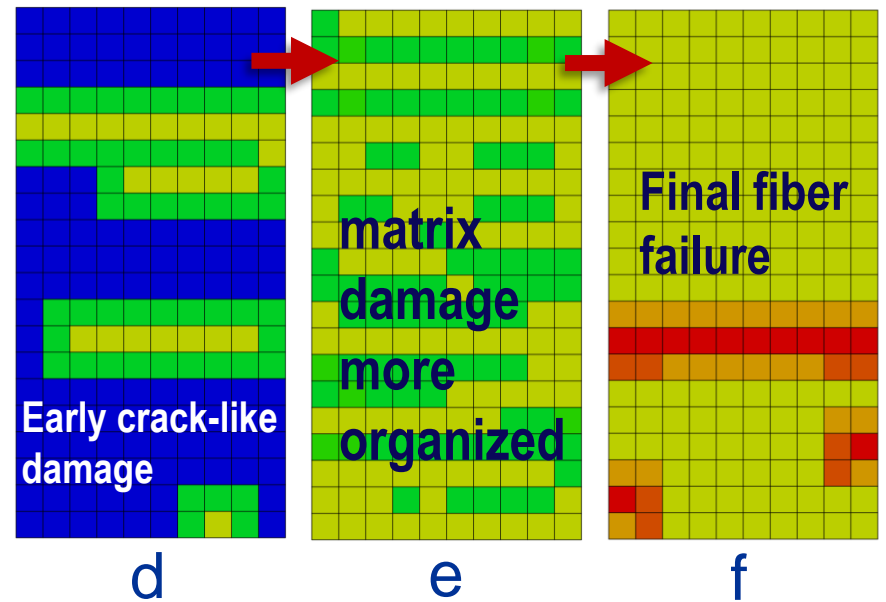 Early crack-like
damage
matrix
damage
more
organized
Final fiber
failure
d
e
f